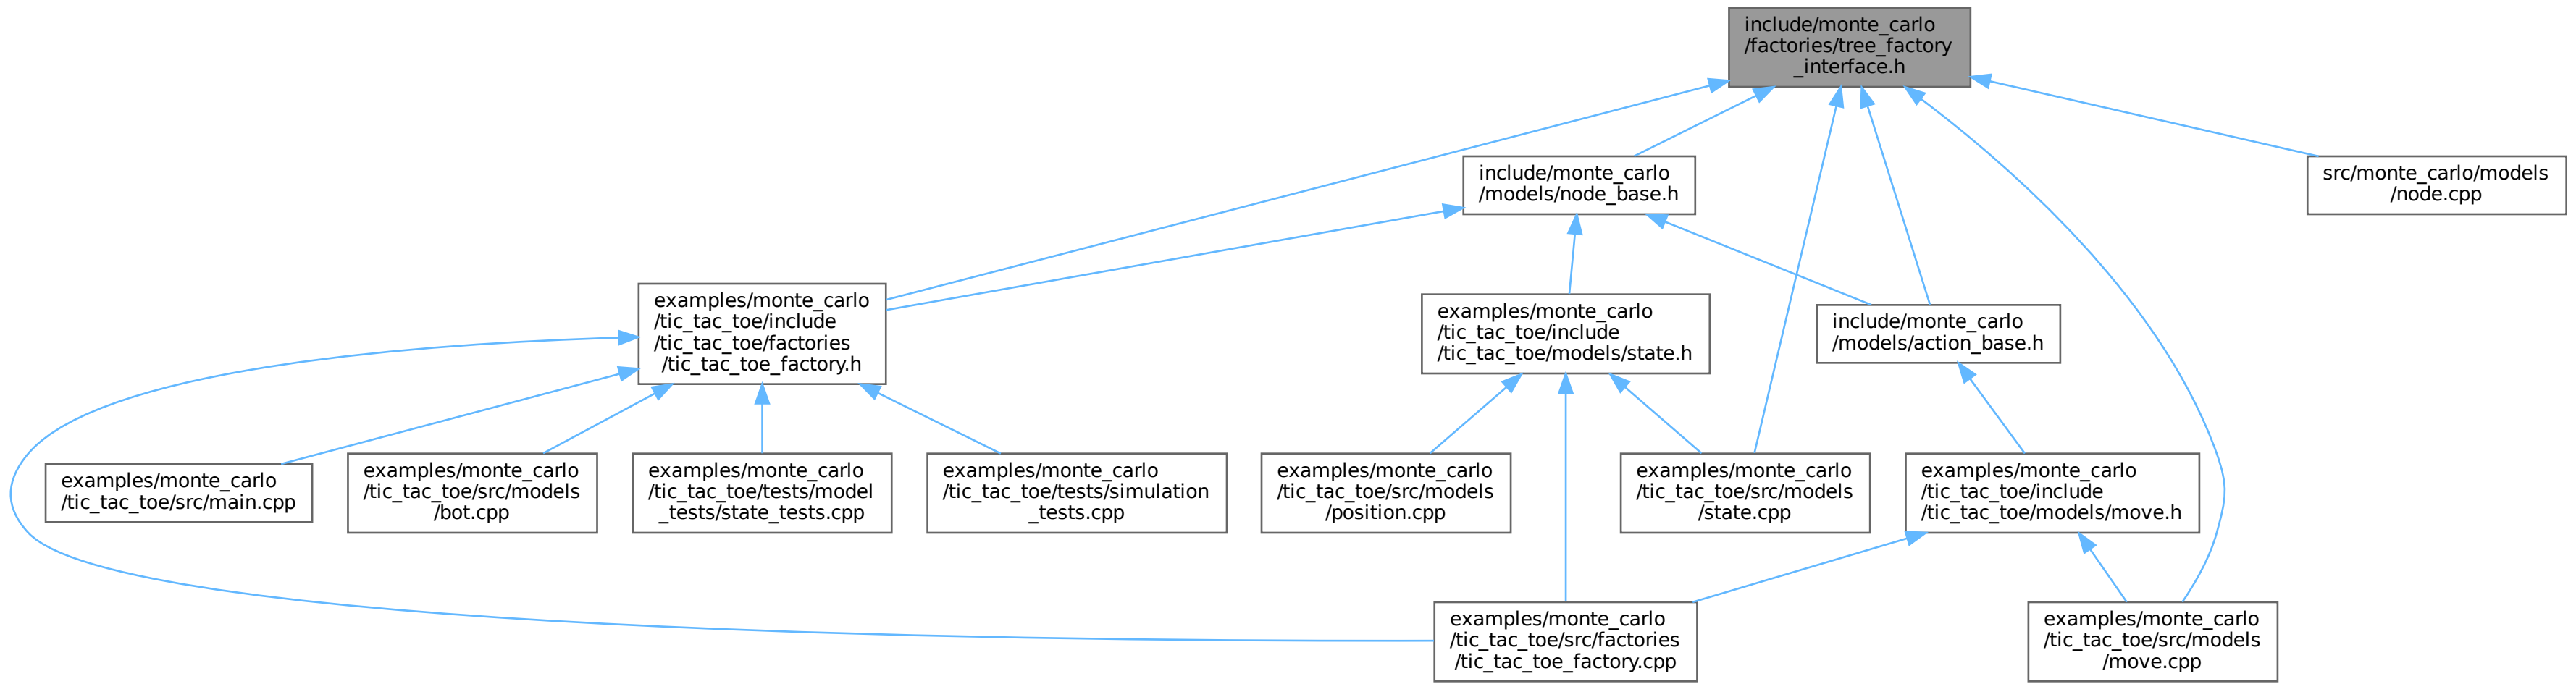 include/monte_carlo
/factories/tree_factory
_interface.h
include/monte_carlo
/models/node_base.h
src/monte_carlo/models
/node.cpp
examples/monte_carlo
/tic_tac_toe/include
/tic_tac_toe/factories
/tic_tac_toe_factory.h
examples/monte_carlo
/tic_tac_toe/include
/tic_tac_toe/models/state.h
include/monte_carlo
/models/action_base.h
examples/monte_carlo
/tic_tac_toe/src/main.cpp
examples/monte_carlo
/tic_tac_toe/src/models
/bot.cpp
examples/monte_carlo
/tic_tac_toe/tests/model
_tests/state_tests.cpp
examples/monte_carlo
/tic_tac_toe/tests/simulation
_tests.cpp
examples/monte_carlo
/tic_tac_toe/src/models
/position.cpp
examples/monte_carlo
/tic_tac_toe/src/models
/state.cpp
examples/monte_carlo
/tic_tac_toe/include
/tic_tac_toe/models/move.h
examples/monte_carlo
/tic_tac_toe/src/factories
/tic_tac_toe_factory.cpp
examples/monte_carlo
/tic_tac_toe/src/models
/move.cpp